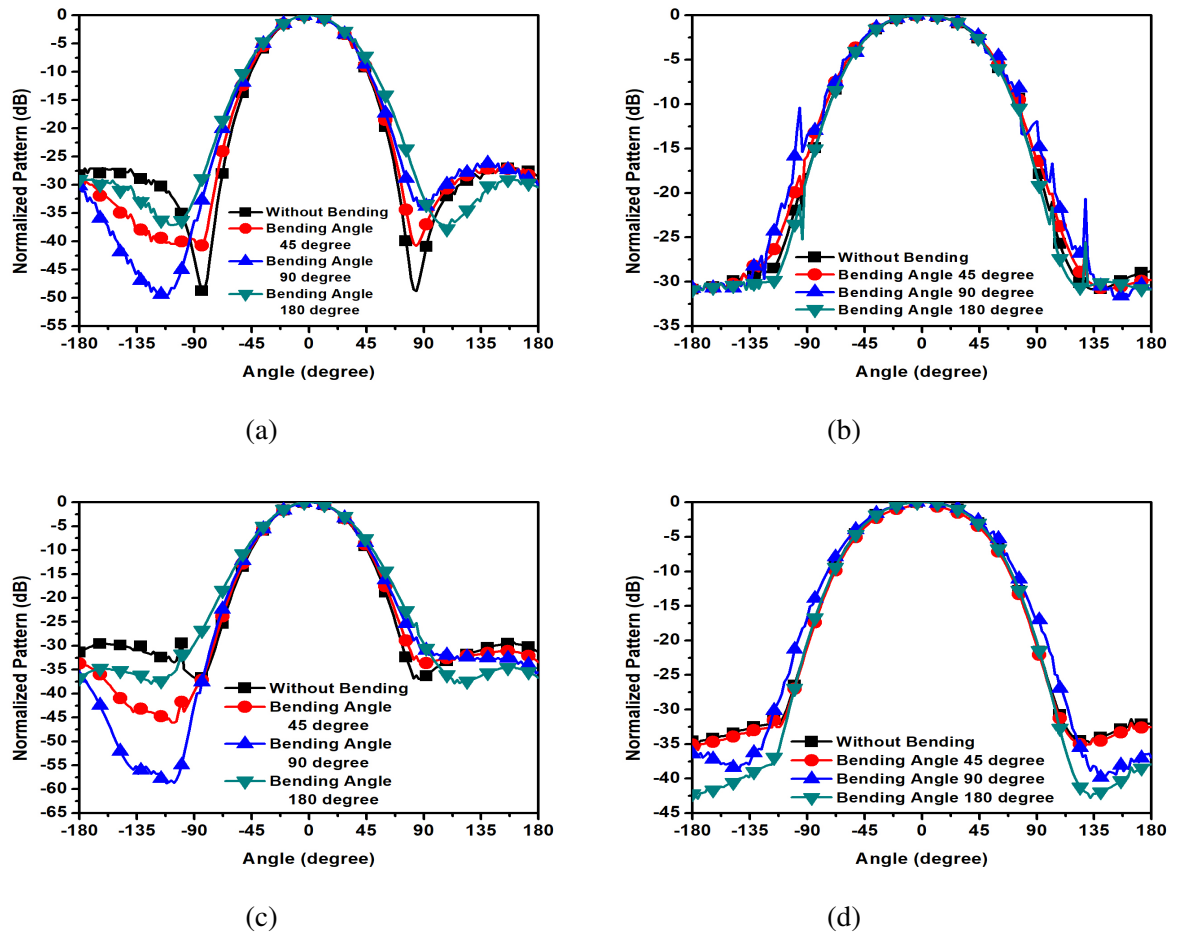 Normalized Pattern (dB)
0
-5
-10
-15
-20
-25
-30
-35
-40
-45
-50
-55
Without Bending
Bending Angle
45 degree
Bending Angle
90 degree
Bending Angle
180 degree
-180 -135 -90 -45 0 45 90 135 180
Angle (degree)
(a)
Normalized Pattern (dB)
0
-5
-10
-15
-20
-25
-30
-35
Without Bending
Bending Angle 45 degree
Bending Angle 90 degree
Bending Angle 180 degree
-180 -135 -90 -45 0 45 90 135 180
Angle (degree)
(b)
Normalized Pattern (dB)
0
-5
-10
-15
-20
-25
-30
-35
-40
-45
-50
-55
-60
-65
Without Bending
Bending Angle
45 degree
Bending Angle
90 degree
Bending Angle
180 degree
-180 -135 -90 -45 0 45 90 135 180
Angle (degree)
(c)
Normalized Pattern (dB)
0
-5
-10
-15
-20
-25
-30
-35
-40
-45
Without Bending
Bending Angle 45 degree
Bending Angle 90 degree
Bending Angle 180 degree
-180 -135 -90 -45 0 45 90 135 180
Angle (degree)
(d)